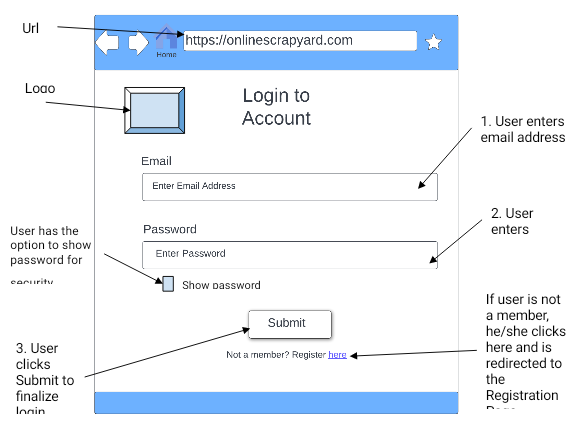 Url
https://onlinescrapyard.com
Home
Logo
Login to
Account
1. User enters
email address
Email
Enter Email Address
2. User
enters
Password
Enter Password
User has the
option to show
password for
security
Show password
Submit
Not a member? Register here
If user is not
a member,
he/she clicks
here and is
redirected to
the
Registration
3. User
clicks
Submit to
finalize
login